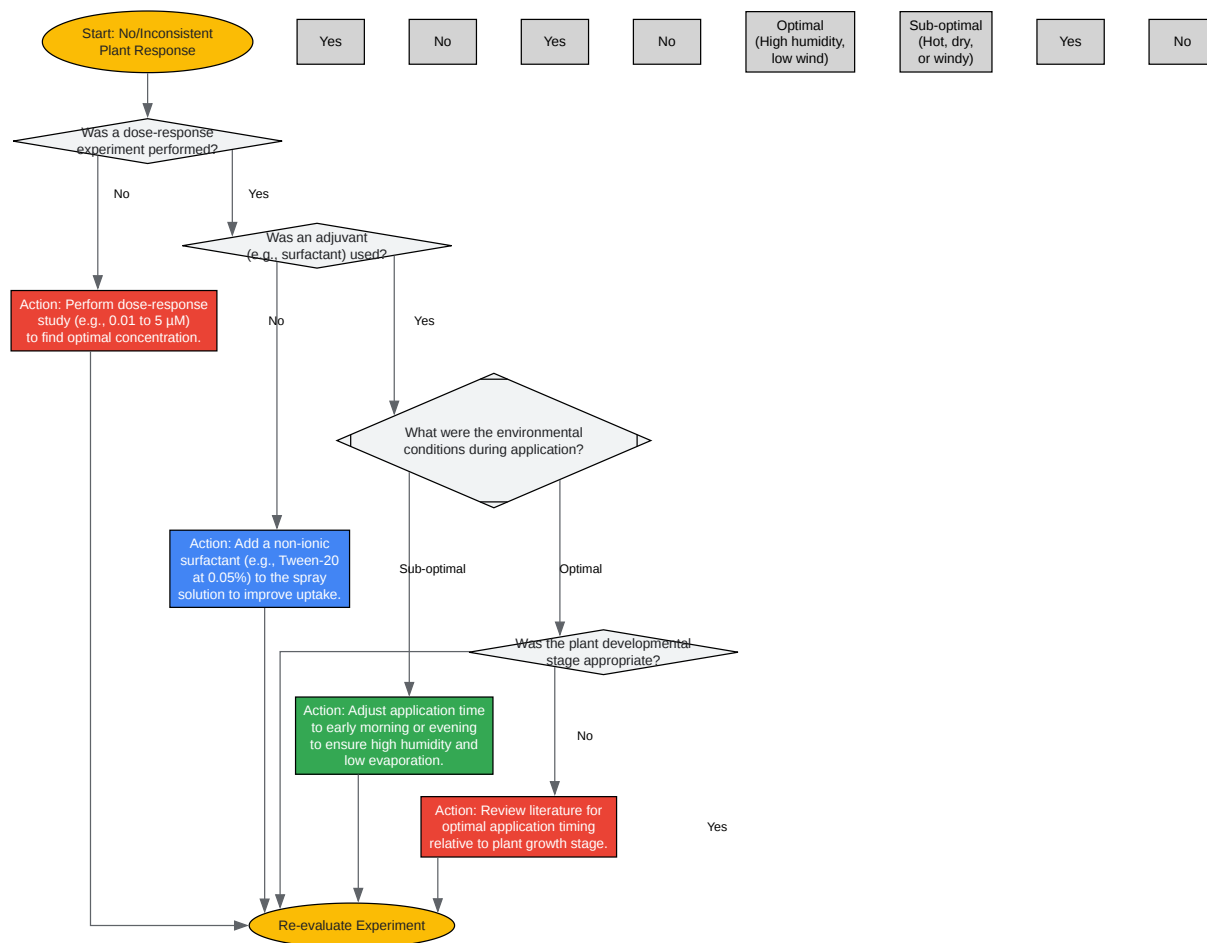 Start: No/Inconsistent
Plant Response
Yes
No
Yes
No
Optimal
(High humidity,
low wind)
Sub-optimal
(Hot, dry,
or windy)
Yes
No
Was a dose-response
experiment performed?
No
Yes
Was an adjuvant
(e.g., surfactant) used?
Action: Perform dose-response
study (e.g., 0.01 to 5 µM)
to find optimal concentration.
No
Yes
What were the environmental
conditions during application?
Action: Add a non-ionic
surfactant (e.g., Tween-20
at 0.05%) to the spray
solution to improve uptake.
Sub-optimal
Optimal
Was the plant developmental
stage appropriate?
Action: Adjust application time
to early morning or evening
to ensure high humidity and
low evaporation.
No
Action: Review literature for
optimal application timing
relative to plant growth stage.
Yes
Re-evaluate Experiment